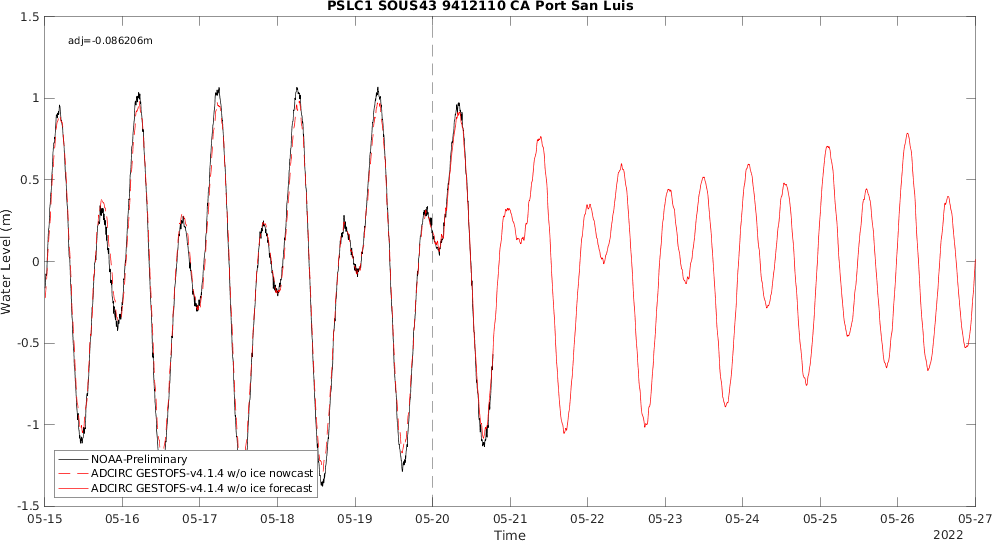 PSLC1 SOUS43 9412110 CA Port San Luis
adj=-0.086206m
1.5
1
0.5
0
-0.5
-1
-1.5
Water Level (m)
NOAA-Preliminary
ADCIRC GESTOFS-v4.1.4 w/o ice nowcast
ADCIRC GESTOFS-v4.1.4 w/o ice forecast
05-15 05-16 05-17 05-18 05-19 05-20 05-21 05-22 05-23 05-24 05-25 05-26 05-27
Time
2022